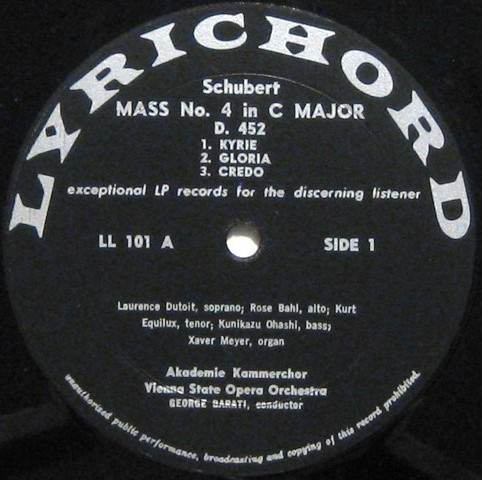 LYRICHORD
Schubert
MASS No. 4 in C MAJOR
D. 452
1. KYRIE
2. GLORIA
3. CREDO
exceptional LP records for the discerning listener
LL 101 A
SIDE 1
Laurence Dutoit, soprano; Rose Bahl, alto; Kurt
Equilux, tenor; Kunikazu Ohashi, bass;
Xaver Meyer, organ
Akademie Kammerchor
Vienna State Opera Orchestra
GEORGE BARATI, conductor
unauthorized public performance, broadcasting and copying of this record prohibited.